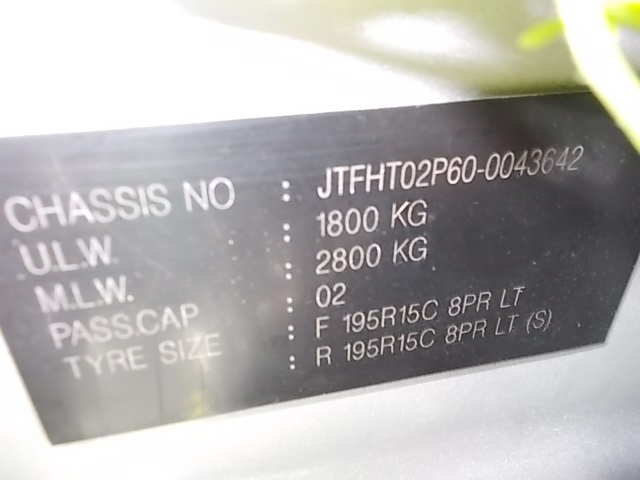 CHASSIS NO : JTFHT02P60-0043642
U.L.W. : 1800 KG
M.L.W. : 2800 KG
PASS.CAP : 02
TYRE SIZE : F 195R15C 8PR LT
: R 195R15C 8PR LT (S)